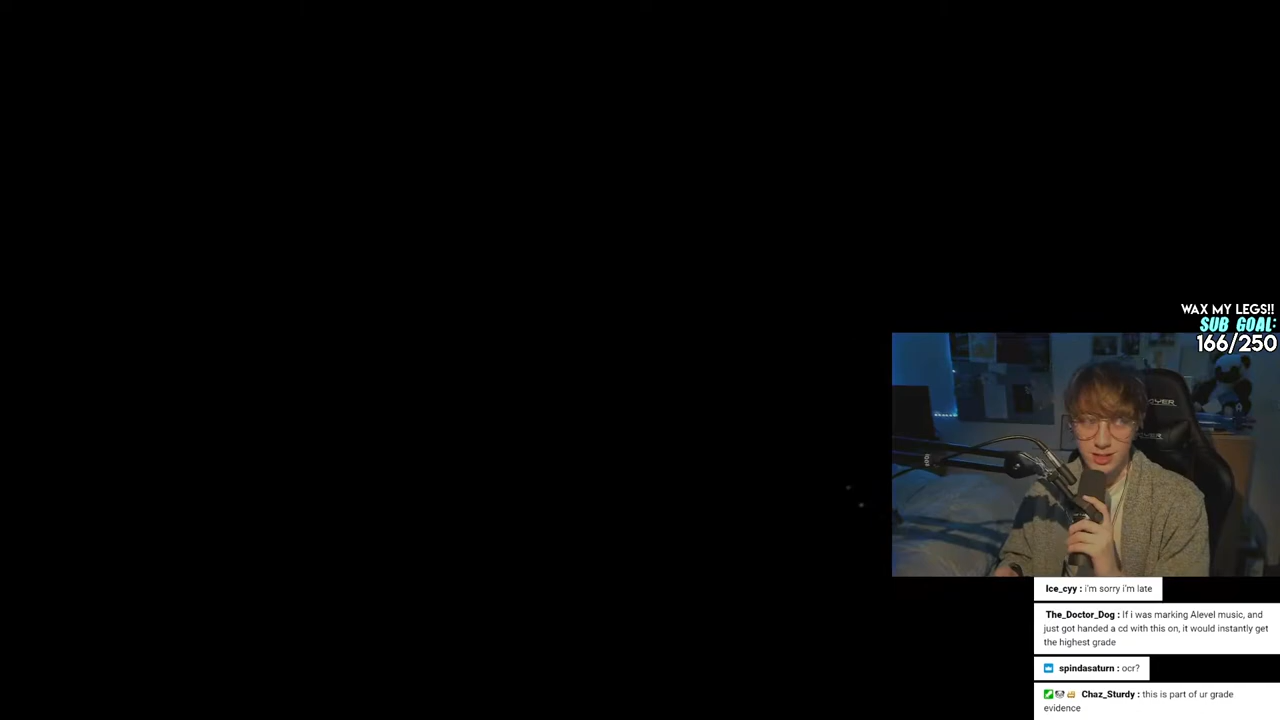 WAX MY LEGS!!
SUB GOAL:
166/250
Ice_cyy : i'm sorry i'm late
The_Doctor_Dog : If i was marking Alevel music, and
just got handed a cd with this on, it would instantly get
the highest grade
spindasaturn : ocr?
Chaz_Sturdy : this is part of ur grade
evidence